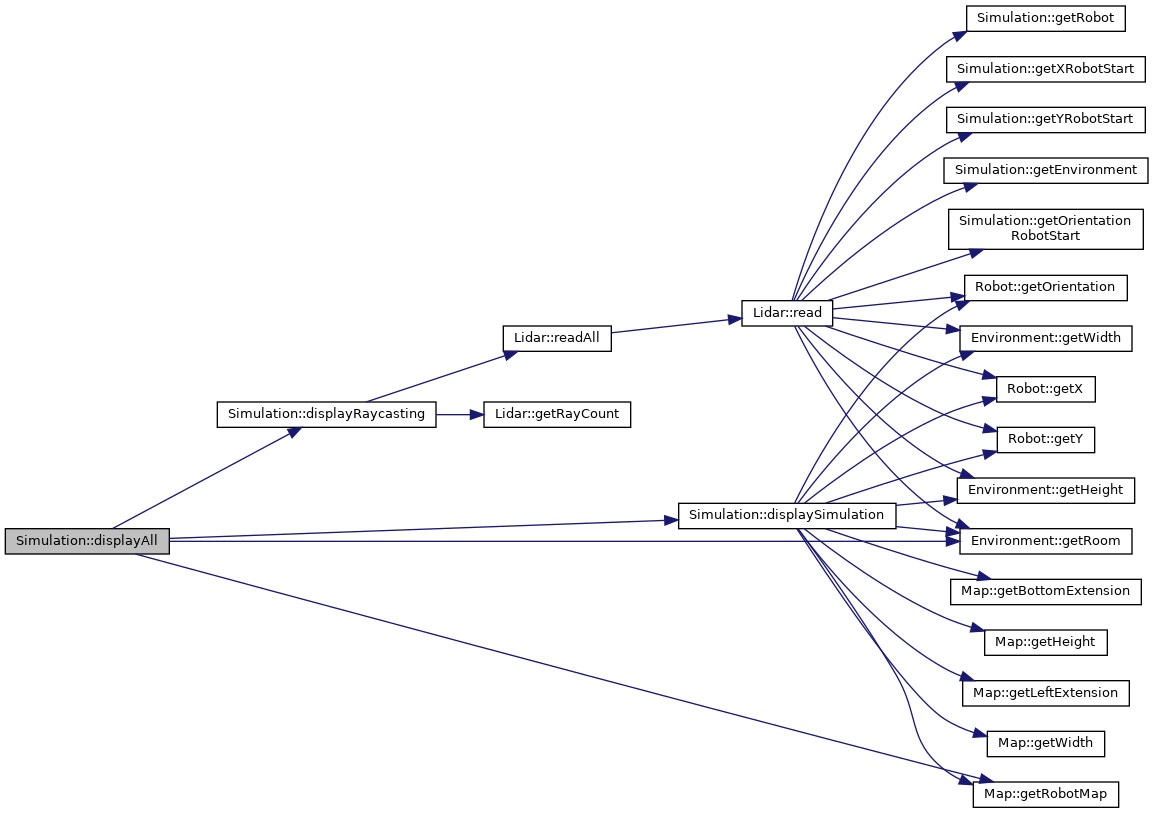 Simulation::getRobot
Simulation::getXRobotStart
Simulation::getYRobotStart
Simulation::getEnvironment
Simulation::getOrientation
RobotStart
Robot::getOrientation
Lidar::read
Lidar::readAll
Environment::getWidth
Robot::getX
Simulation::displayRaycasting
Lidar::getRayCount
Robot::getY
Environment::getHeight
Simulation::displaySimulation
Simulation::displayAll
Environment::getRoom
Map::getBottomExtension
Map::getHeight
Map::getLeftExtension
Map::getWidth
Map::getRobotMap